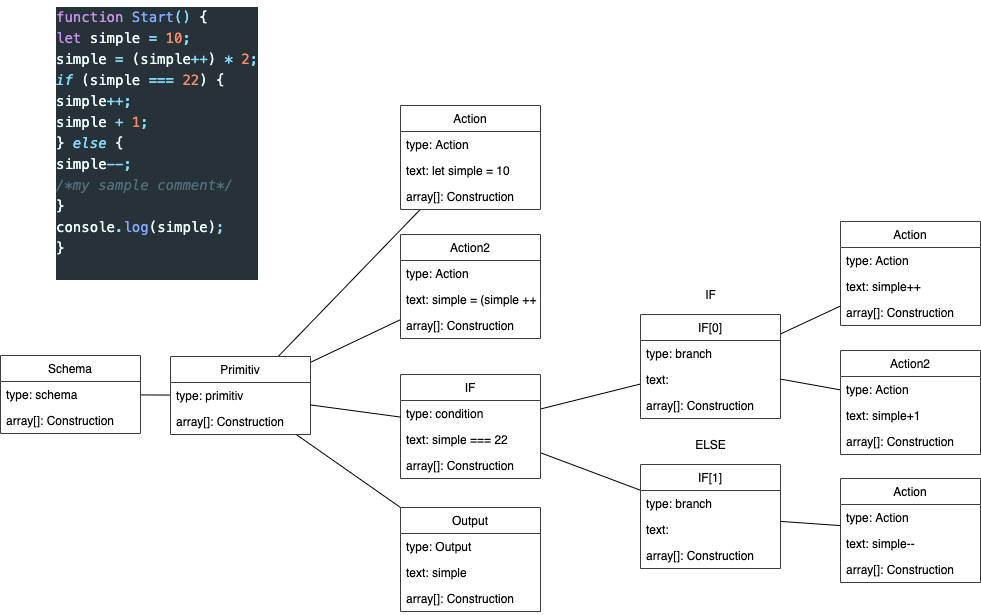 function Start() {
let simple = 10;
simple = (simple++) * 2;
if (simple === 22) {
simple++;
simple + 1;
} else {
simple--;
/*my sample comment*/
}
console.log(simple);
}
Schema
type: schema
array[]: Construction
Primitiv
type: primitiv
array[]: Construction
Action
type: Action
text: let simple = 10
array[]: Construction
Action2
type: Action
text: simple = (simple ++
array[]: Construction
IF
type: condition
text: simple === 22
array[]: Construction
Output
type: Output
text: simple
array[]: Construction
IF
IF[0]
type: branch
text:
array[]: Construction
ELSE
IF[1]
type: branch
text:
array[]: Construction
Action
type: Action
text: simple++
array[]: Construction
Action2
type: Action
text: simple+1
array[]: Construction
Action
type: Action
text: simple--
array[]: Construction